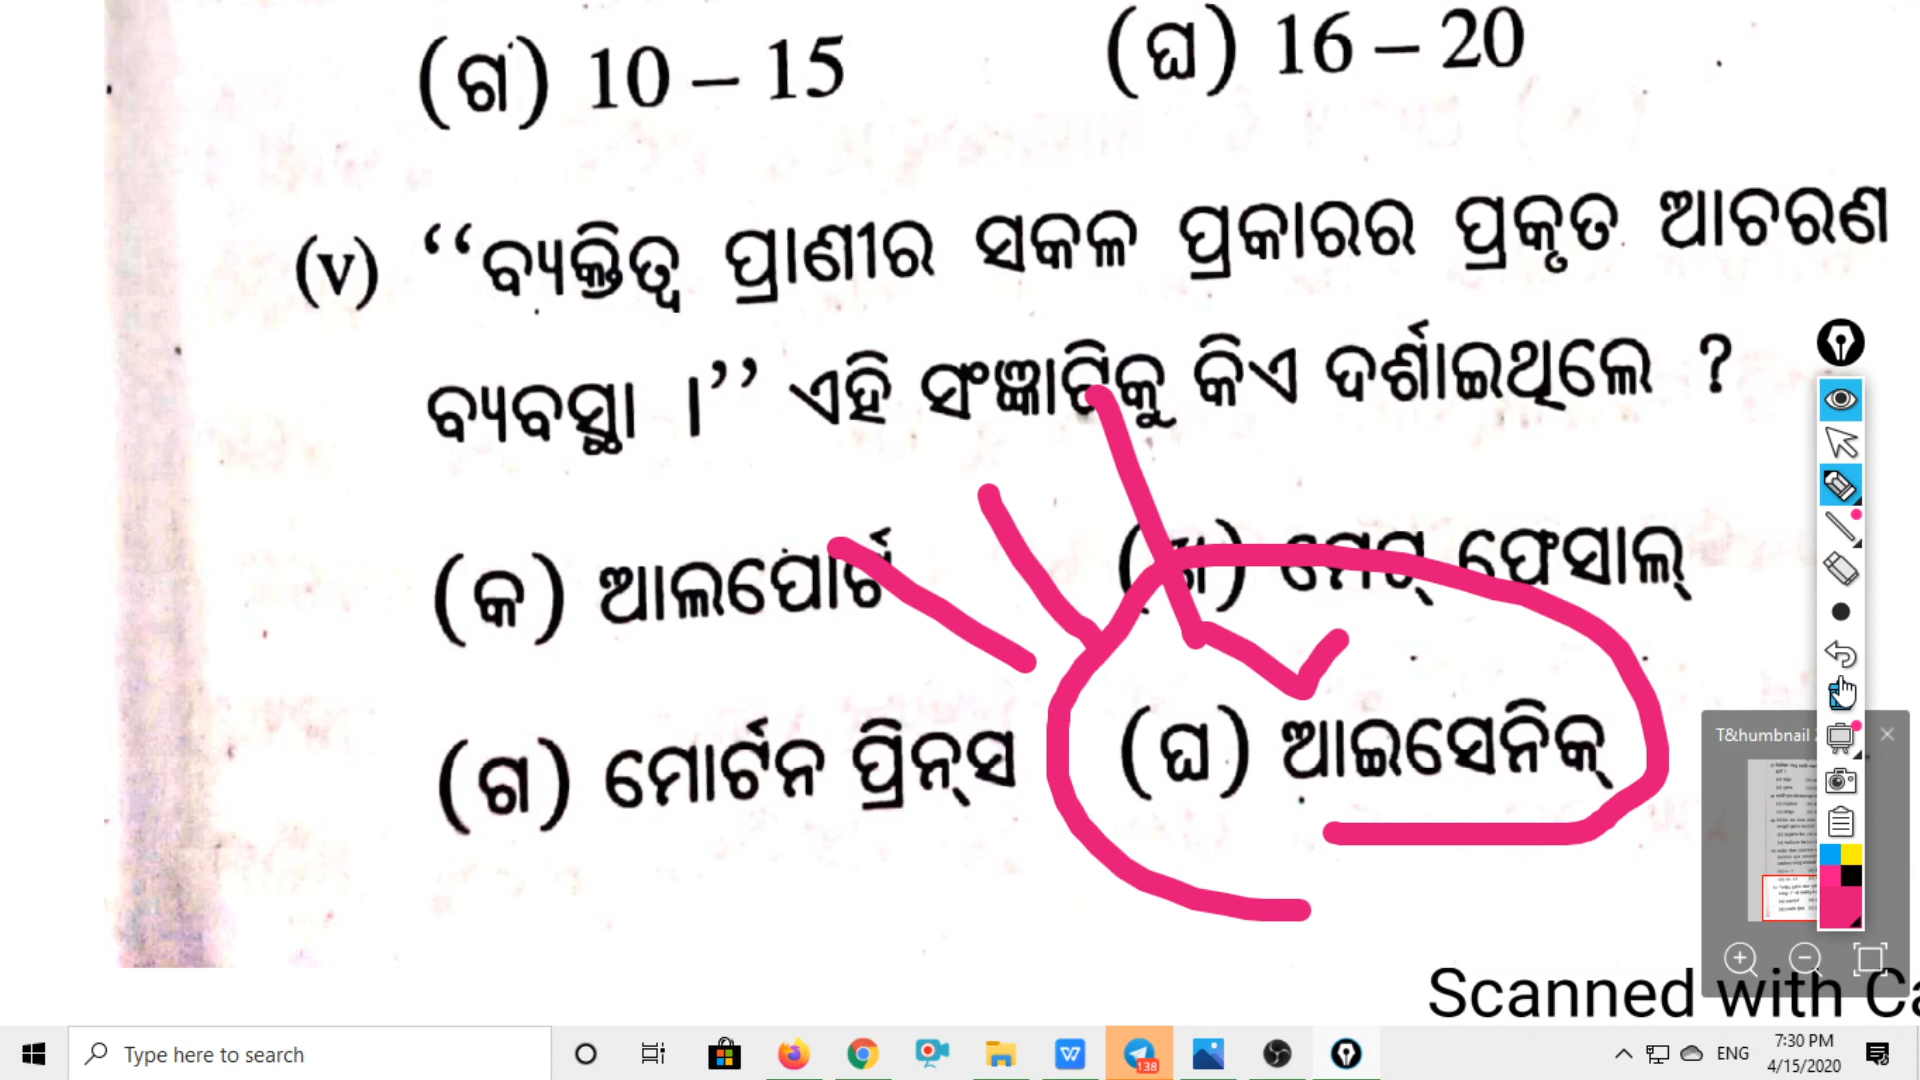 (ଗ) 10 – 15 (ଘ) 16 – 20
(v) ‘‘ବ୍ୟକ୍ତିତ୍ୱ ପ୍ରାଣୀର ସକଳ ପ୍ରକାରର ପ୍ରକୃତ ଆଚରଣ
ବ୍ୟବସ୍ଥା ।’’ ଏହି ସଂଜ୍ଞାଟିକୁ କିଏ ଦର୍ଶାଇଥିଲେ ?
(କ) ଆଲପୋର୍ଟ (ଖ) ମେଟ୍ ଫେସାଲ୍
(ଗ) ମୋର୍ଟନ ପ୍ରିନ୍ସ (ଘ) ଆଇସେନିକ୍
T&humbnail
Scanned with Ca
Type here to search
138
ENG
7:30 PM
4/15/2020